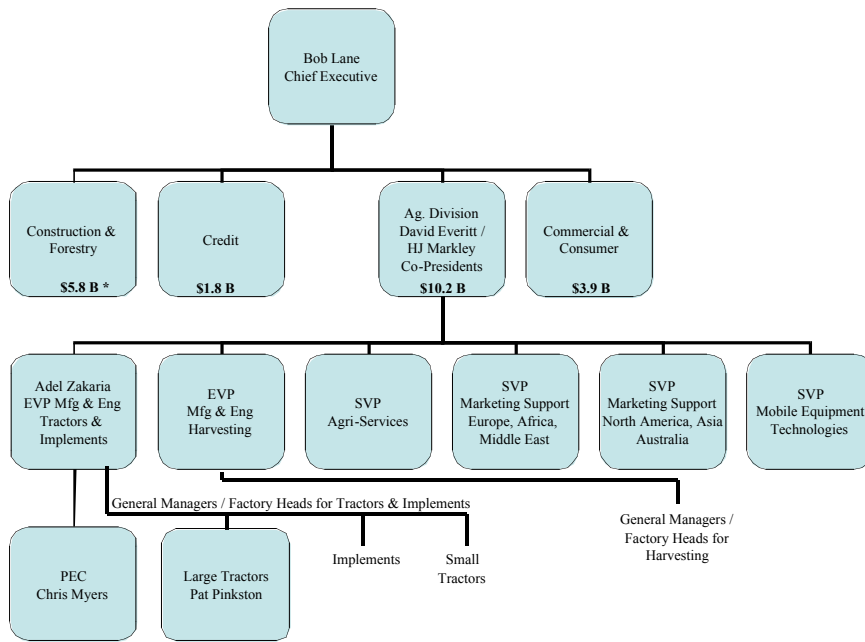 Bob Lane
Chief Executive
Construction &
Forestry
$5.8 B *
Credit
$1.8 B
Ag. Division
David Everitt /
HJ Markley
Co-Presidents
$10.2 B
Commercial &
Consumer
$3.9 B
Adel Zakaria
EVP Mfg & Eng
Tractors &
Implements
EVP
Mfg & Eng
Harvesting
SVP
Agri-Services
SVP
Marketing Support
Europe, Africa,
Middle East
SVP
Marketing Support
North America, Asia
Australia
SVP
Mobile Equipment
Technologies
General Managers / Factory Heads for Tractors & Implements
General Managers /
Factory Heads for
Harvesting
PEC
Chris Myers
Large Tractors
Pat Pinkston
Implements
Small
Tractors